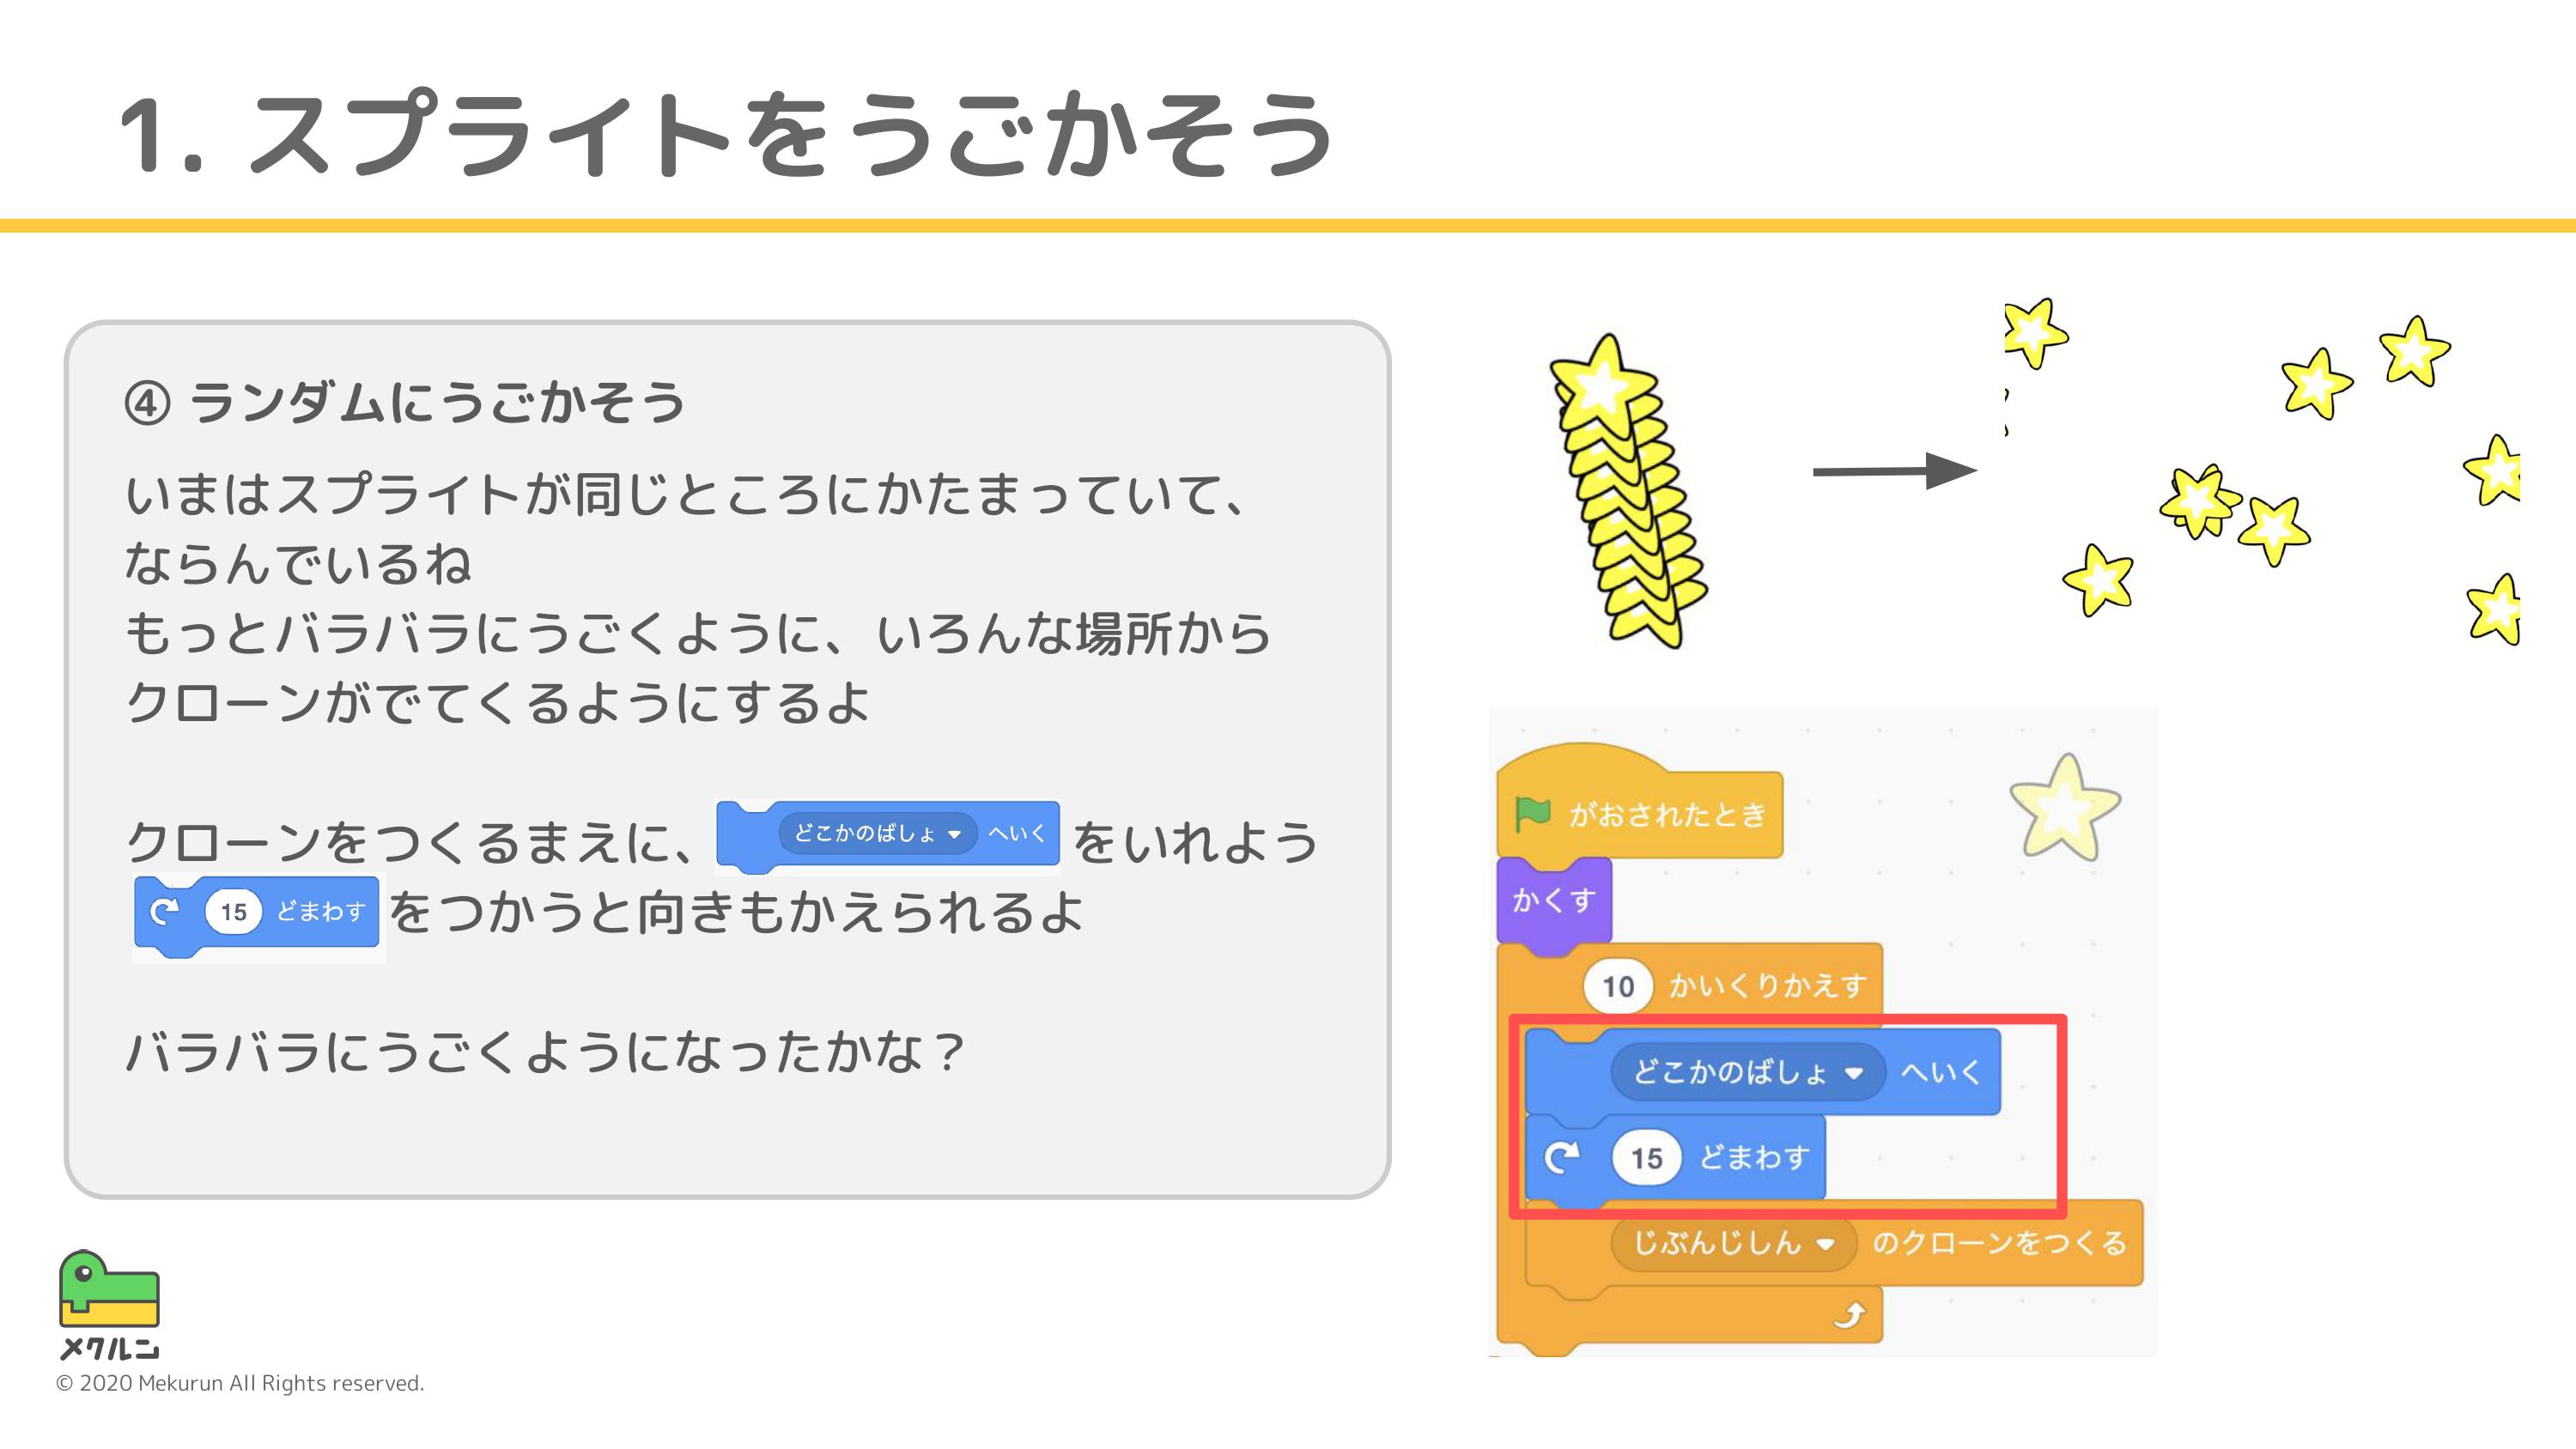 1. スプライトをうごかそう
④ ランダムにうごかそう
いまはスプライトが同じところにかたまっていて、
ならんでいるね
もっとバラバラにうごくように、いろんな場所から
クローンがでてくるようにするよ
クローンをつくるまえに、 どこかのばしょ へいく をいれよう
15 どまわす をつかうと向きもかえられるよ
バラバラにうごくようになったかな？
がおされたとき
かくす
10 かいくりかえす
どこかのばしょ へいく
15 どまわす
じぶんじしん のクローンをつくる
メクルン
© 2020 Mekurun All Rights reserved.